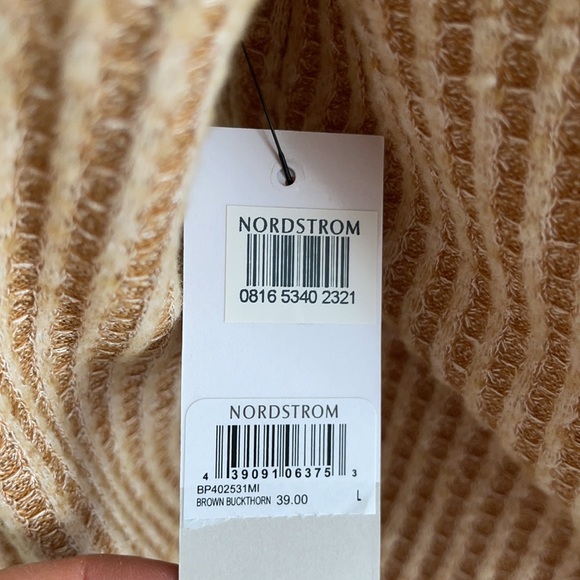 NORDSTROM
0816 5340 2321
NORDSTROM
4 39091 06375 3
BP402531MI
BROWN BUCKTHORN 39.00 L